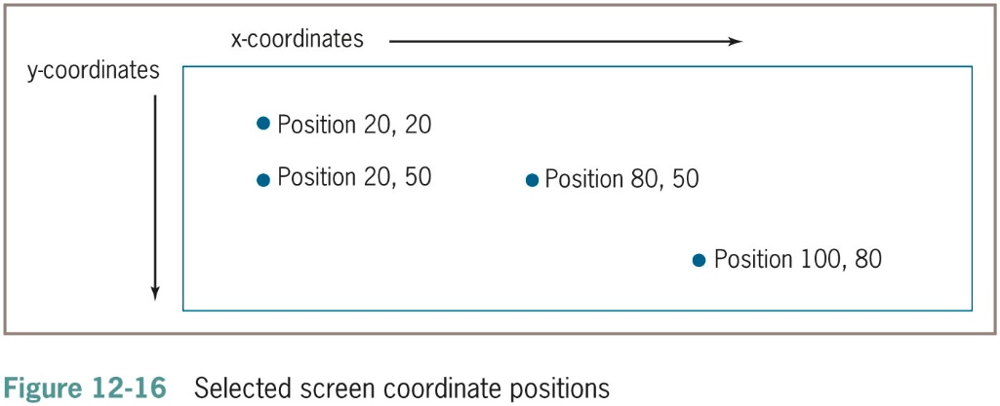 x-coordinates
y-coordinates
Position 20, 20
Position 20, 50
Position 80, 50
Position 100, 80
Figure 12-16 Selected screen coordinate positions